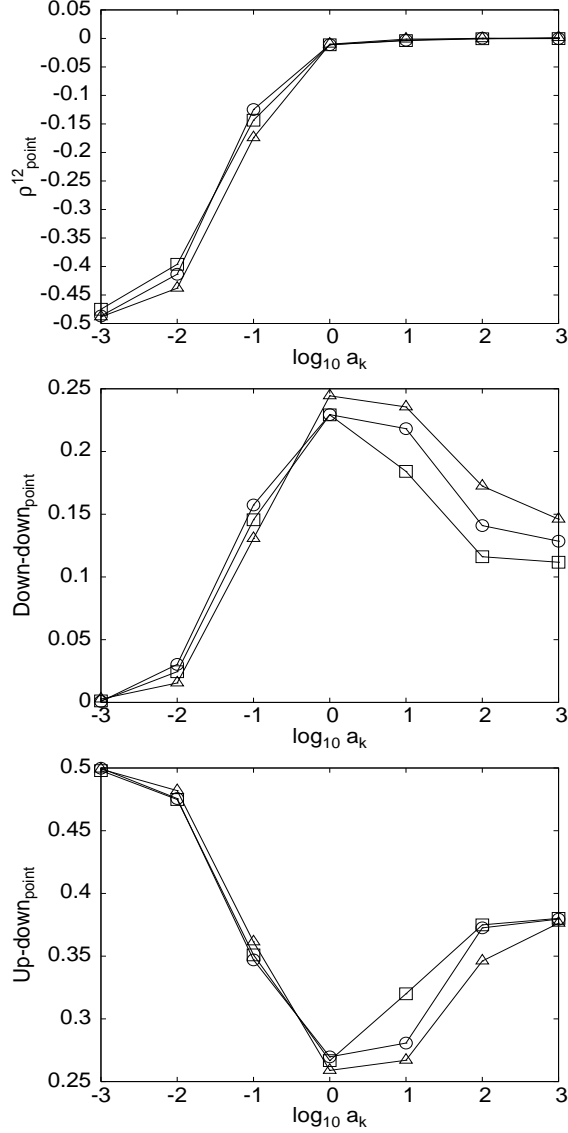 0.05
0
-0.05
-0.1
-0.15
-0.2
-0.25
-0.3
-0.35
-0.4
-0.45
-0.5
ρ¹²point
-3 -2 -1 0 1 2 3
log₁₀ aₖ
0.25
0.2
0.15
0.1
0.05
0
Down-downpoint
-3 -2 -1 0 1 2 3
log₁₀ aₖ
0.5
0.45
0.4
0.35
0.3
0.25
Up-downpoint
-3 -2 -1 0 1 2 3
log₁₀ aₖ